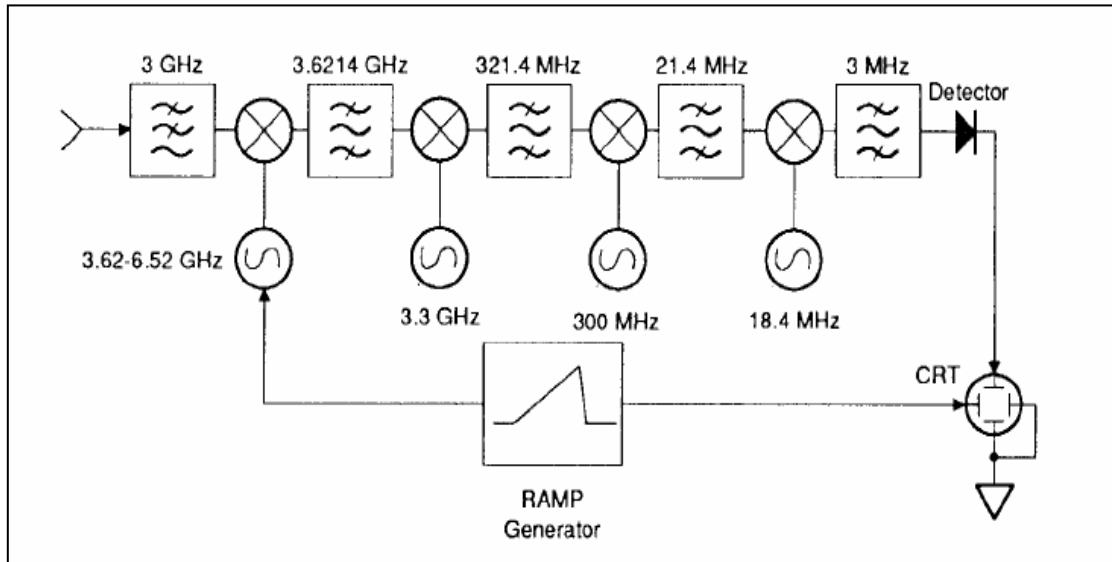 3 GHz
3.6214 GHz
321.4 MHz
21.4 MHz
3 MHz
Detector
3.62-6.52 GHz
3.3 GHz
300 MHz
18.4 MHz
CRT
RAMP
Generator